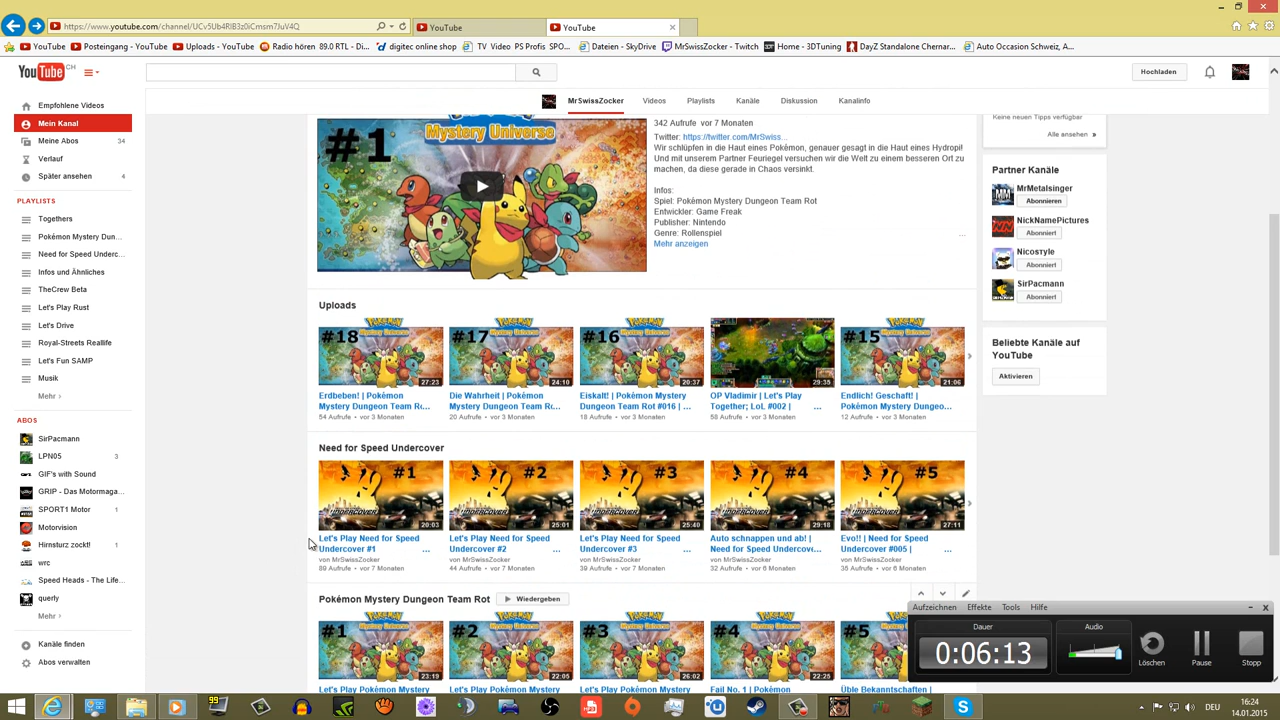 https://www.youtube.com/channel/UCv5Ub4RlB3z0iCmsm7JuV4Q
YouTube
YouTube
YouTube
Posteingang - YouTube
Uploads - YouTube
Radio hören 89.0 RTL - Di...
digitec online shop
TV Video PS Profis SPO...
Dateien - SkyDrive
MrSwissZocker - Twitch
Home - 3DTuning
DayZ Standalone Chernar...
Auto Occasion Schweiz, A...
YouTube CH
Hochladen
MrSwissZocker
Videos
Playlists
Kanäle
Diskussion
Kanalinfo
Empfohlene Videos
Mein Kanal
Meine Abos 34
Verlauf
Später ansehen 4
PLAYLISTS
Togethers
Pokémon Mystery Dun...
Need for Speed Underc...
Infos und Ähnliches
TheCrew Beta
Let's Play Rust
Let's Drive
Royal-Streets Reallife
Let's Fun SAMP
Musik
Mehr ›
ABOS
SirPacmann
LPN05 3
GIF's with Sound
GRIP - Das Motormaga...
SPORT1 Motor 1
Motorvision
Hirnsturz zockt! 1
wrc
Speed Heads - The Life...
querly
Mehr ›
Kanäle finden
Abos verwalten
#1
Mystery Universe
342 Aufrufe vor 7 Monaten
Twitter: https://twitter.com/MrSwiss...
Wir schlüpfen in die Haut eines Pokémon, genauer gesagt in die Haut eines Hydropi!
Und mit unserem Partner Feuriegel versuchen wir die Welt zu einem besseren Ort zu
machen, da diese gerade in Chaos versinkt.
Infos:
Spiel: Pokémon Mystery Dungeon Team Rot
Entwickler: Game Freak
Publisher: Nintendo
Genre: Rollenspiel
...
Mehr anzeigen
Keine neuen Tipps verfügbar
Alle ansehen »
Partner Kanäle
MrMetalsinger
Abonnieren
NickNamePictures
Abonniert
Nicoѕтyle
Abonniert
SirPacmann
Abonniert
Beliebte Kanäle auf
YouTube
Aktivieren
Uploads
#18
27:23
Erdbeben! | Pokémon
Mystery Dungeon Team R...
54 Aufrufe • vor 3 Monaten
#17
24:10
Die Wahrheit | Pokémon
Mystery Dungeon Team R...
20 Aufrufe • vor 3 Monaten
#16
20:37
Eiskalt! | Pokémon Mystery
Dungeon Team Rot #016 | ...
18 Aufrufe • vor 3 Monaten
29:35
OP Vladimir | Let's Play
Together; LoL #002 | ...
58 Aufrufe • vor 3 Monaten
#15
21:06
Endlich! Geschaft! |
Pokémon Mystery Dungeo...
12 Aufrufe • vor 3 Monaten
Need for Speed Undercover
#1
UNDERCOVER
20:03
Let's Play Need for Speed
Undercover #1 ...
von MrSwissZocker
89 Aufrufe • vor 7 Monaten
#2
UNDERCOVER
25:01
Let's Play Need for Speed
Undercover #2 ...
von MrSwissZocker
44 Aufrufe • vor 7 Monaten
#3
UNDERCOVER
25:40
Let's Play Need for Speed
Undercover #3 ...
von MrSwissZocker
39 Aufrufe • vor 7 Monaten
#4
UNDERCOVER
29:18
Auto schnappen und ab! |
Need for Speed Undercov...
von MrSwissZocker
32 Aufrufe • vor 6 Monaten
#5
UNDERCOVER
27:11
Evo!! | Need for Speed
Undercover #005 | ...
von MrSwissZocker
35 Aufrufe • vor 6 Monaten
Pokémon Mystery Dungeon Team Rot
Wiedergeben
#1
23:19
Let's Play Pokémon Mystery
#2
22:05
Let's Play Pokémon Mystery
#3
26:02
Let's Play Pokémon Mystery
#4
22:25
Fail No. 1 | Pokémon
#5
Üble Bekanntschaften |
Aufzeichnen
Effekte
Tools
Hilfe
Dauer
0:06:13
Audio
Löschen
Pause
Stopp
99
DEU
16:24
14.01.2015